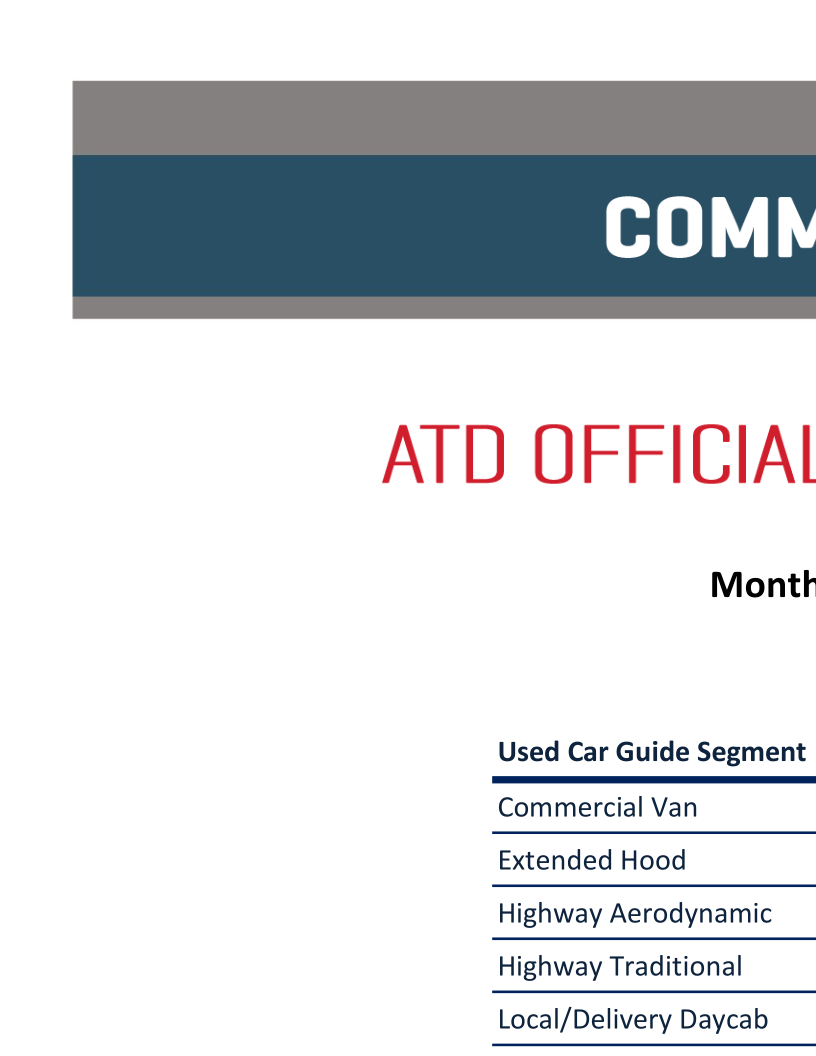 COMM
ATD OFFICIAL
Month
Used Car Guide Segment
Commercial Van
Extended Hood
Highway Aerodynamic
Highway Traditional
Local/Delivery Daycab